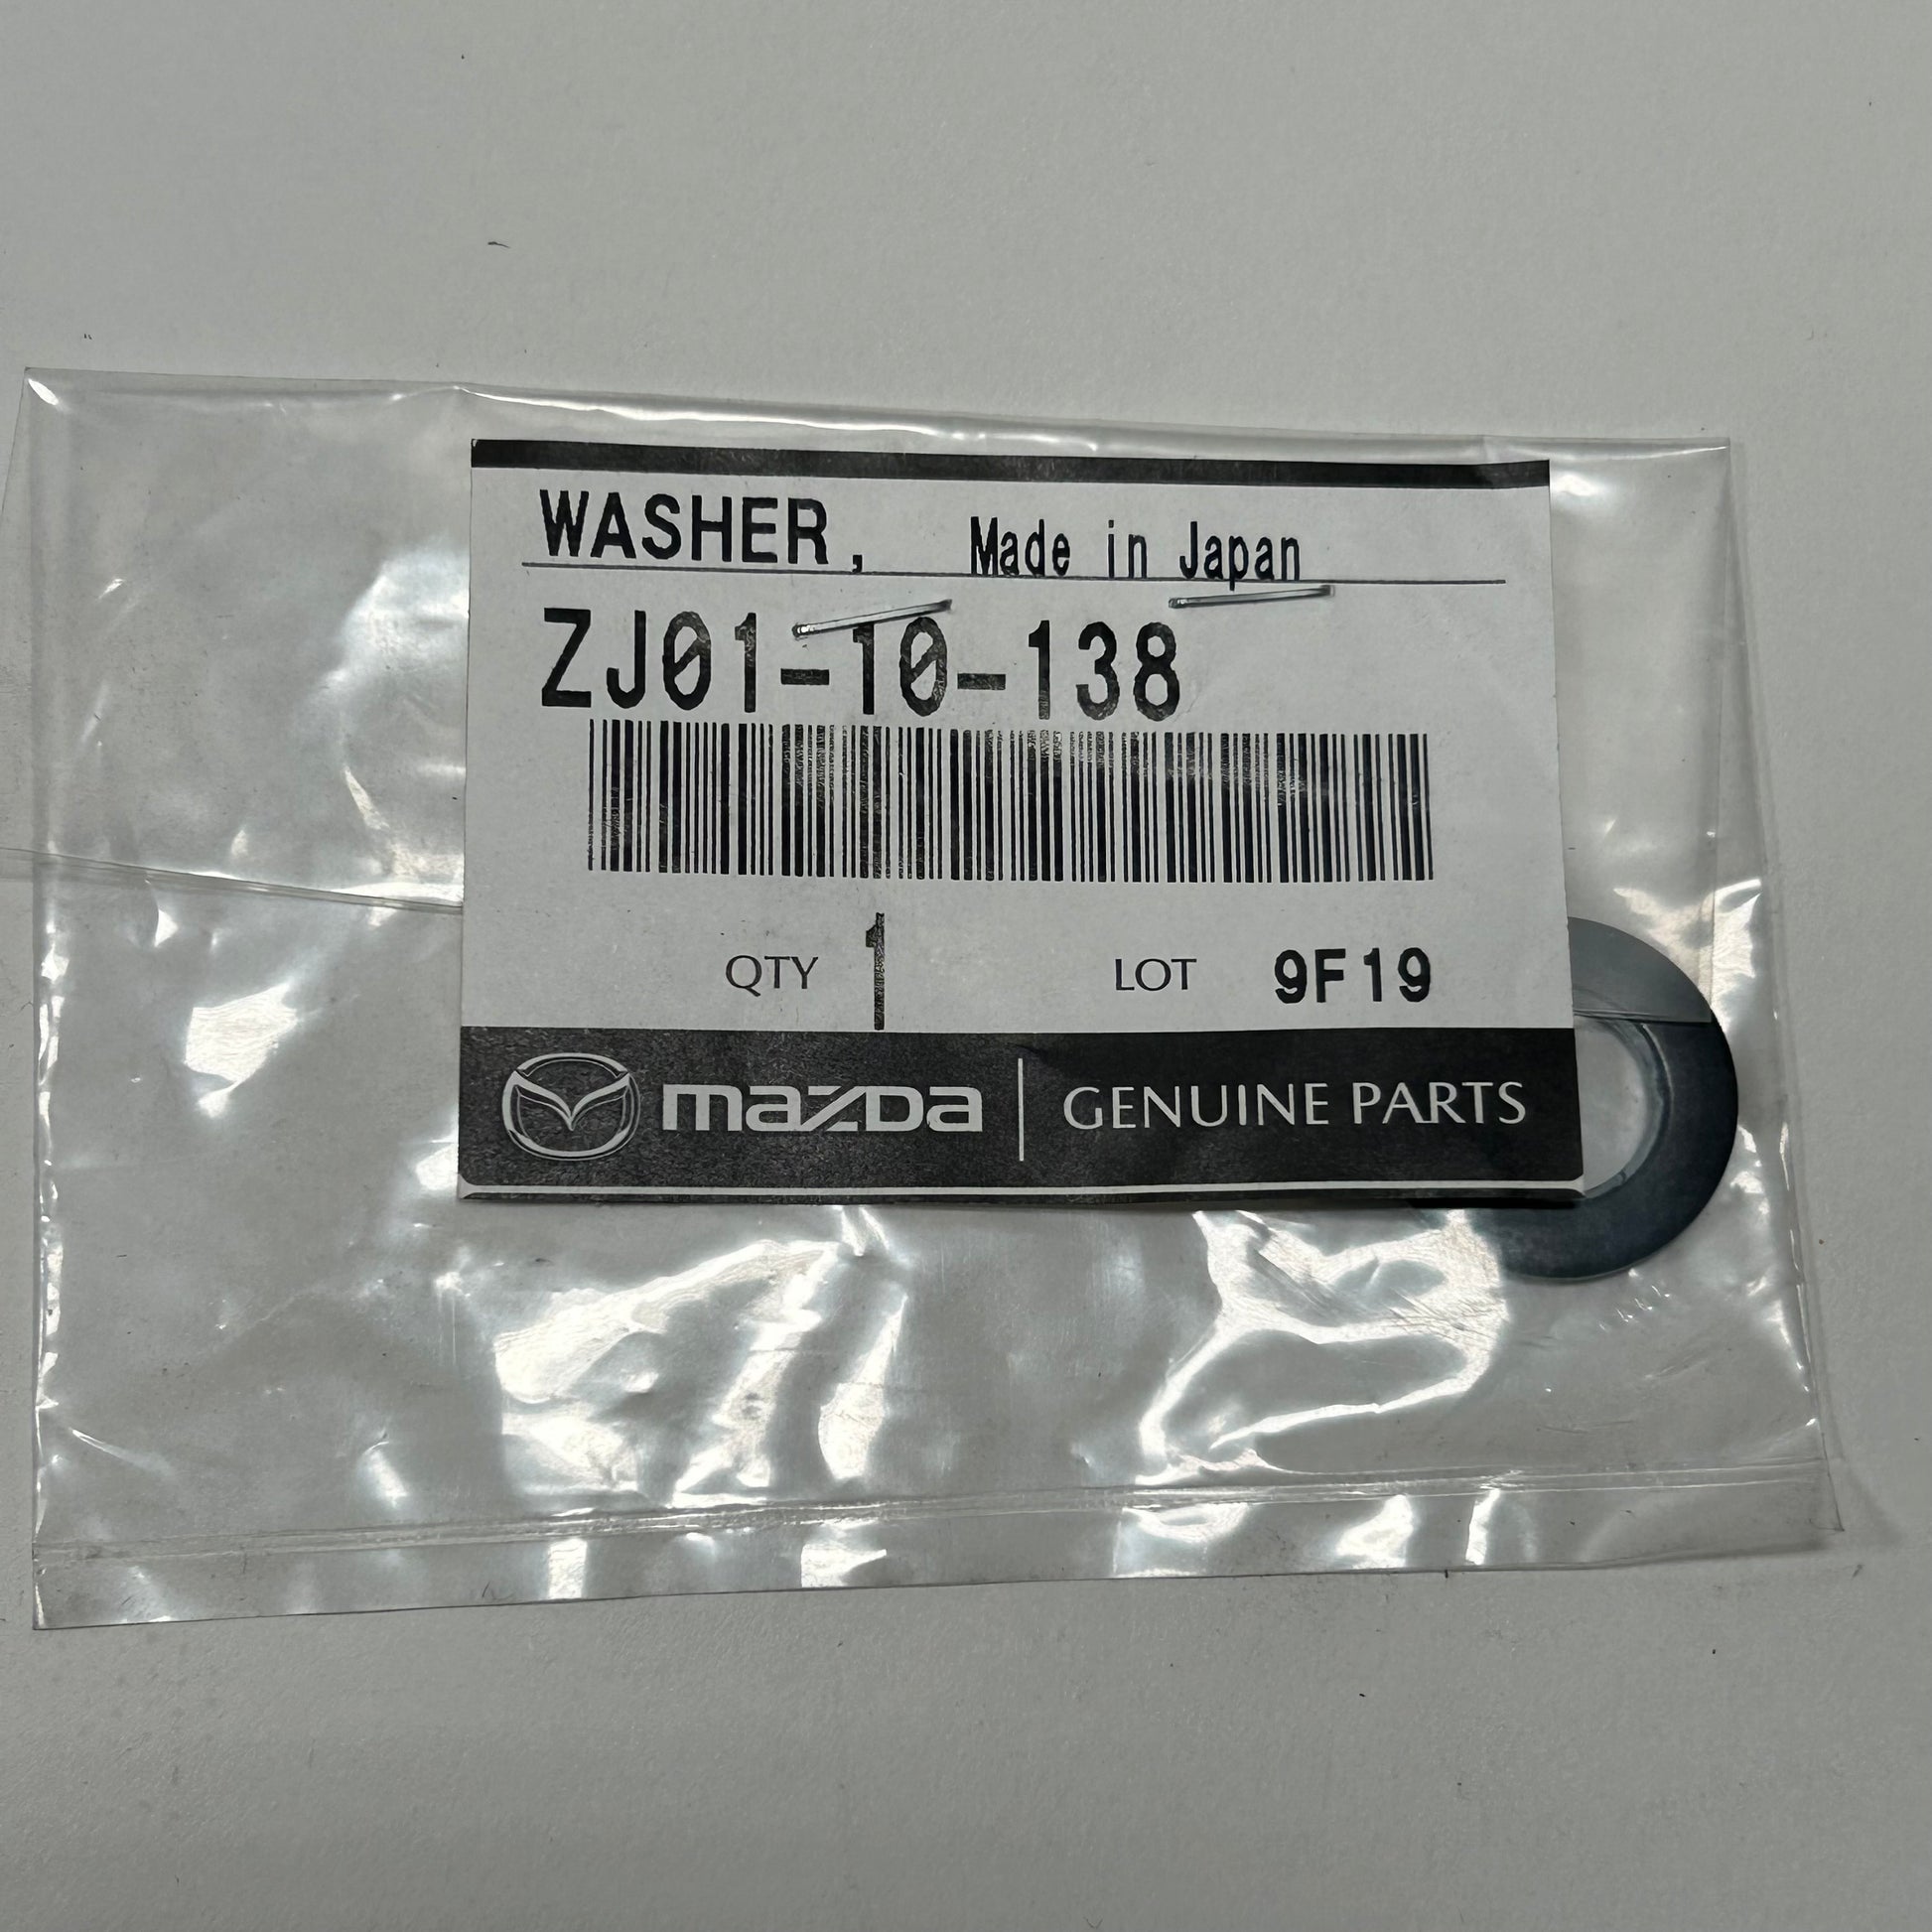 WASHER, Made in Japan
ZJ01-10-138
QTY 1 LOT 9F19
mazda GENUINE PARTS